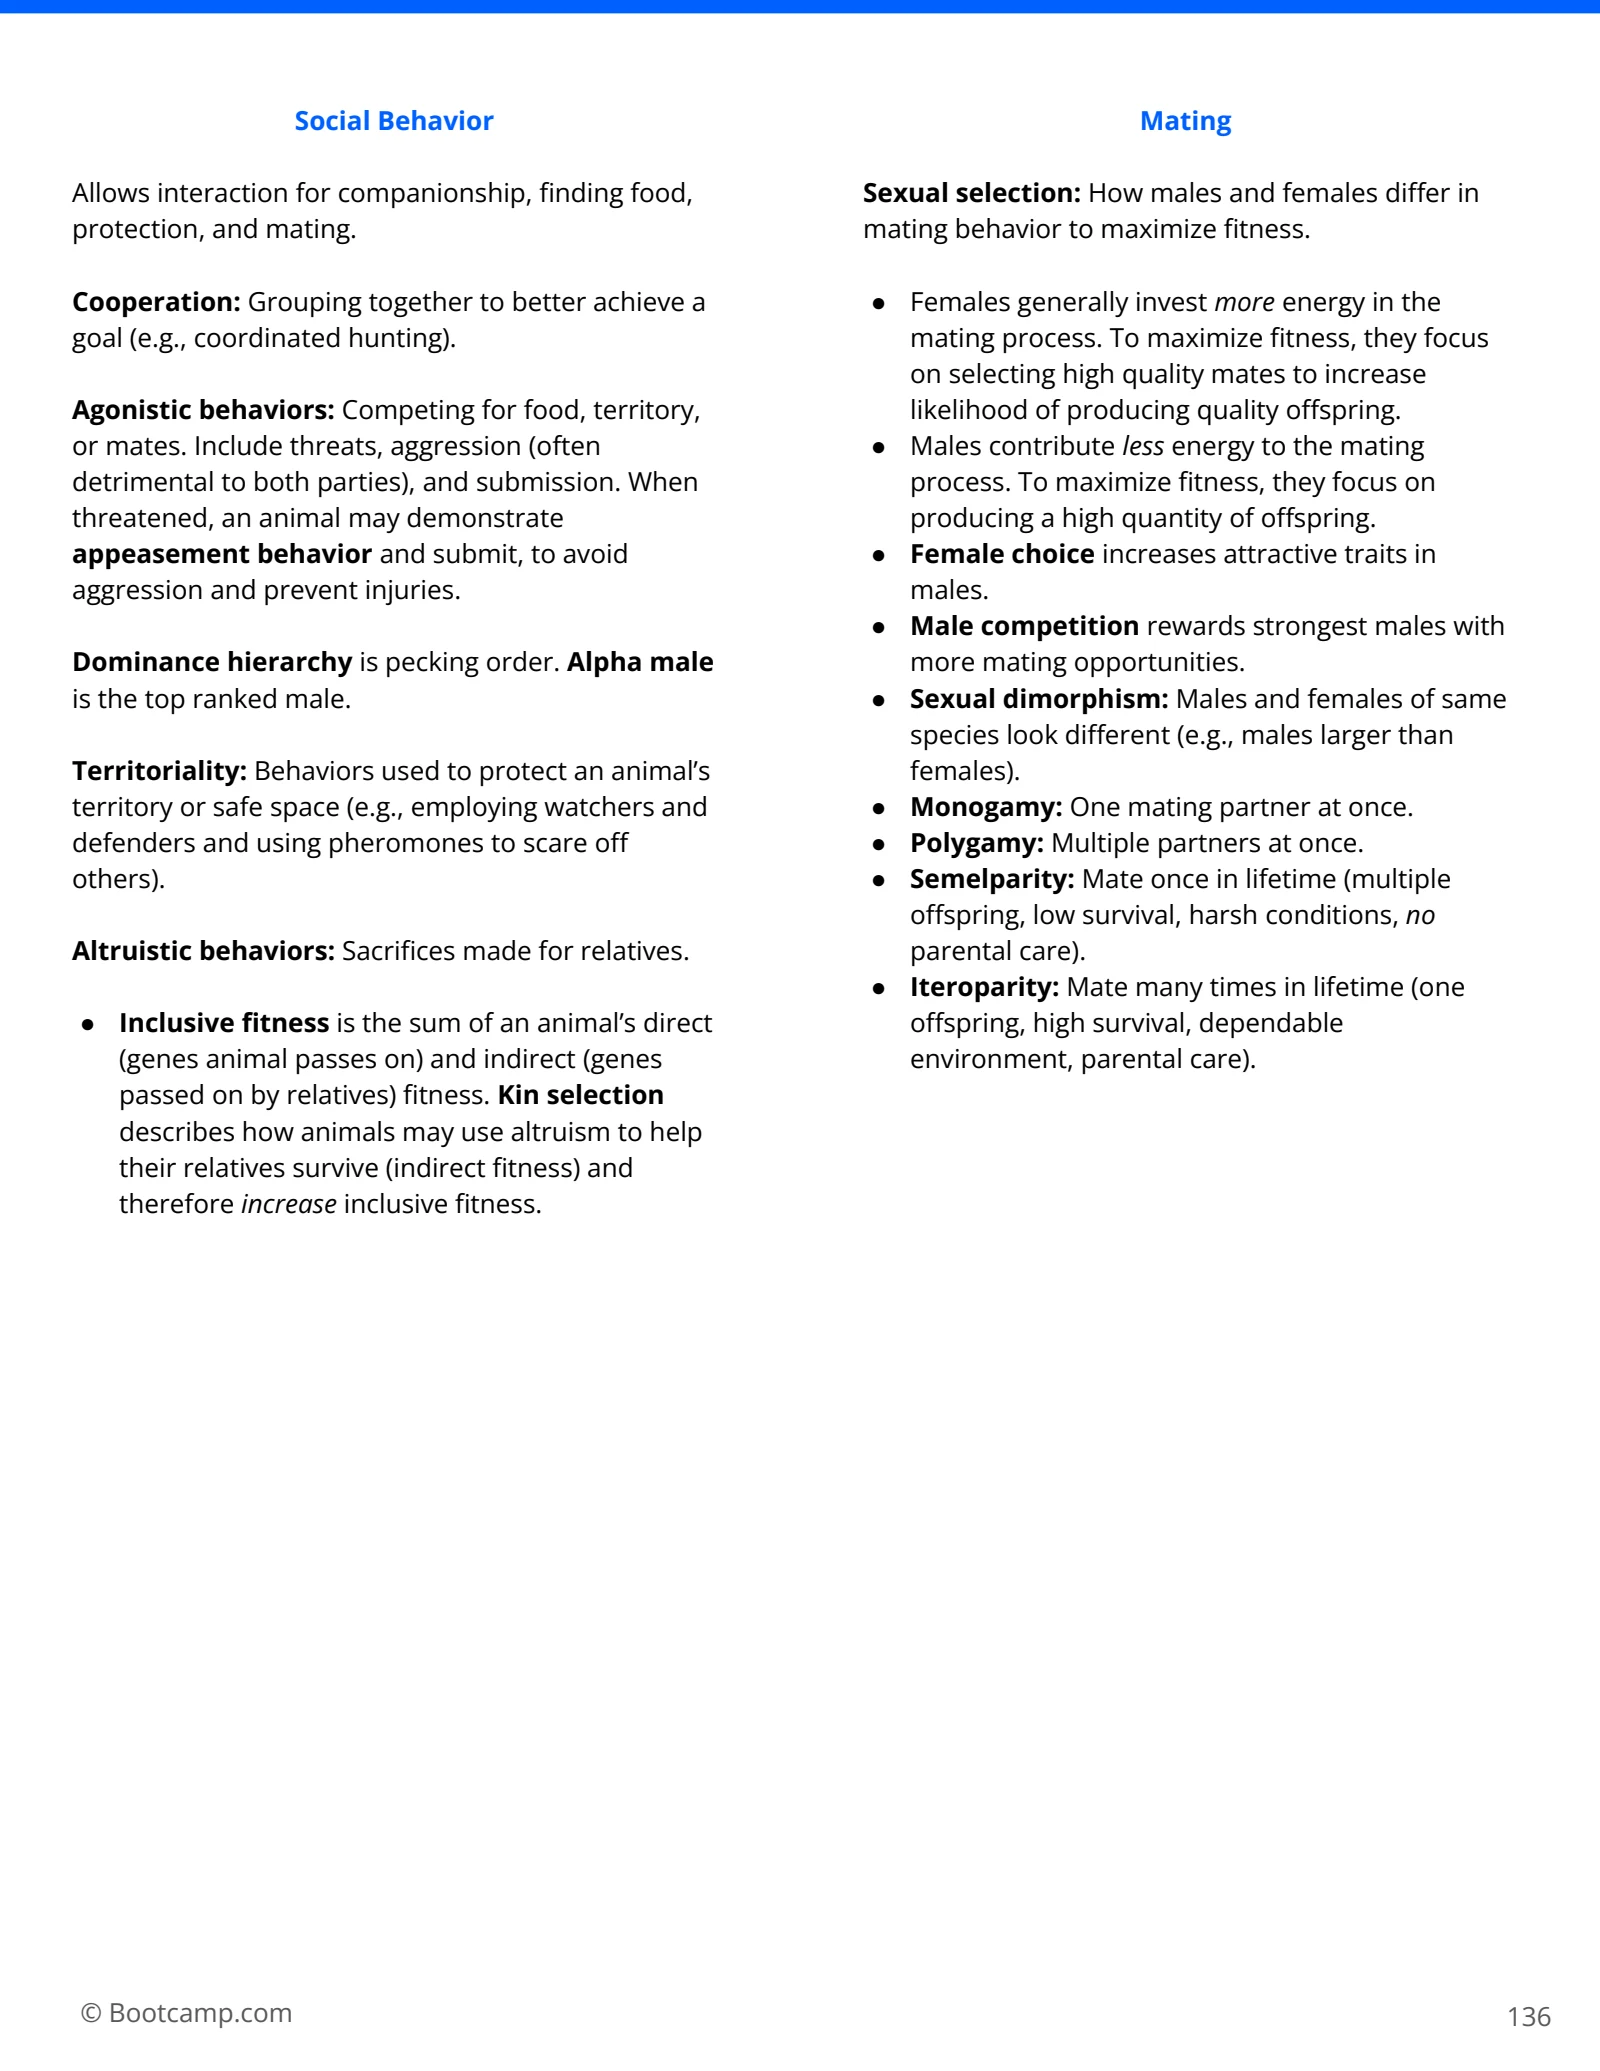 Social Behavior
Allows interaction for companionship, finding food,
protection, and mating.
Cooperation: Grouping together to better achieve a
goal (e.g., coordinated hunting).
Agonistic behaviors: Competing for food, territory,
or mates. Include threats, aggression (often
detrimental to both parties), and submission. When
threatened, an animal may demonstrate
appeasement behavior and submit, to avoid
aggression and prevent injuries.
Dominance hierarchy is pecking order. Alpha male
is the top ranked male.
Territoriality: Behaviors used to protect an animal’s
territory or safe space (e.g., employing watchers and
defenders and using pheromones to scare off
others).
Altruistic behaviors: Sacrifices made for relatives.
● Inclusive fitness is the sum of an animal’s direct
(genes animal passes on) and indirect (genes
passed on by relatives) fitness. Kin selection
describes how animals may use altruism to help
their relatives survive (indirect fitness) and
therefore increase inclusive fitness.
Mating
Sexual selection: How males and females differ in
mating behavior to maximize fitness.
● Females generally invest more energy in the
mating process. To maximize fitness, they focus
on selecting high quality mates to increase
likelihood of producing quality offspring.
● Males contribute less energy to the mating
process. To maximize fitness, they focus on
producing a high quantity of offspring.
● Female choice increases attractive traits in
males.
● Male competition rewards strongest males with
more mating opportunities.
● Sexual dimorphism: Males and females of same
species look different (e.g., males larger than
females).
● Monogamy: One mating partner at once.
● Polygamy: Multiple partners at once.
● Semelparity: Mate once in lifetime (multiple
offspring, low survival, harsh conditions, no
parental care).
● Iteroparity: Mate many times in lifetime (one
offspring, high survival, dependable
environment, parental care).
© Bootcamp.com
136